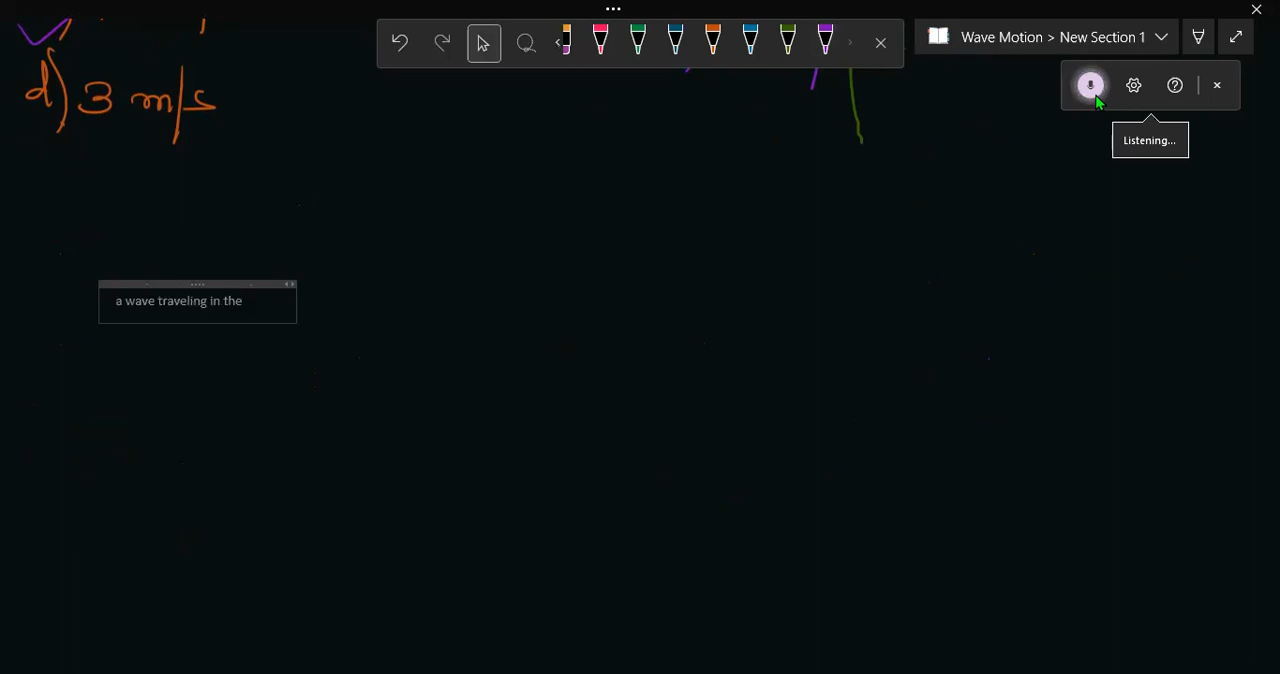 Wave Motion > New Section 1
d) 3 m/s
Listening...
a wave traveling in the